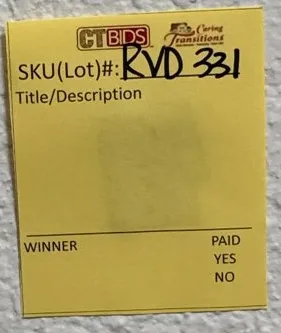 CTBIDS Caring Transitions
SKU(Lot)#: RVD 331
Title/Description
WINNER PAID
YES
NO